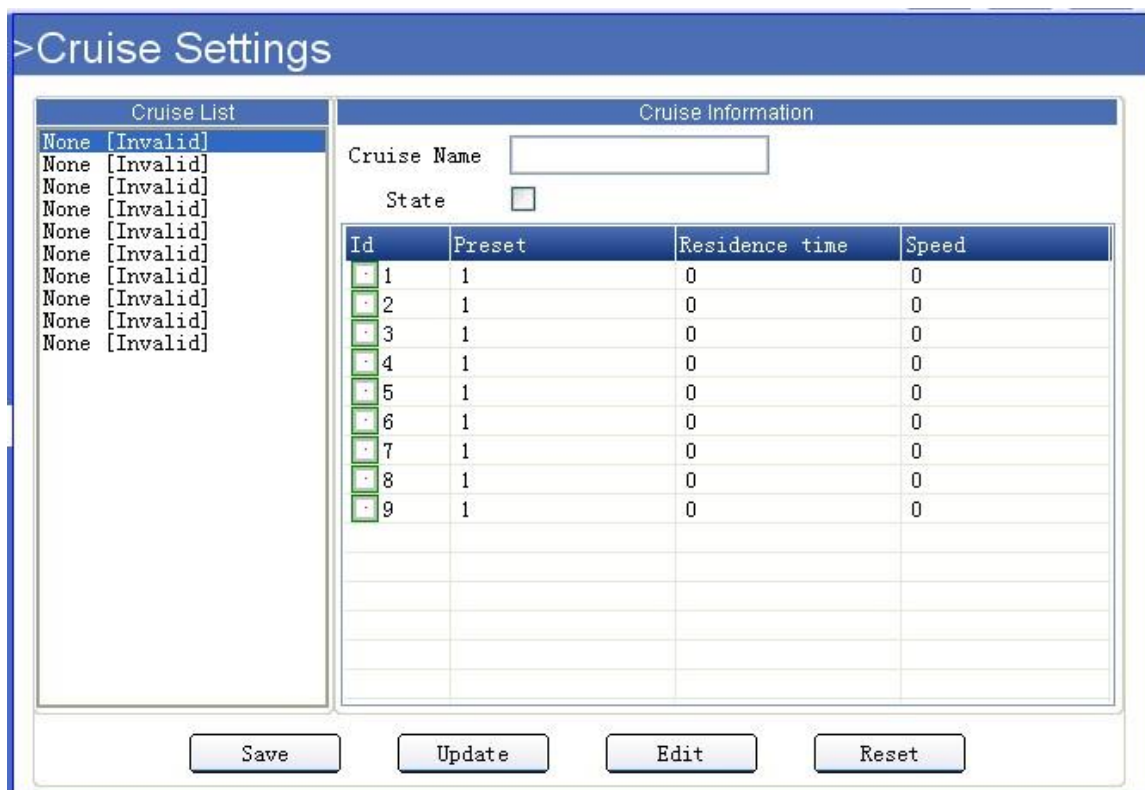 >Cruise Settings
Cruise List
None [Invalid]
None [Invalid]
None [Invalid]
None [Invalid]
None [Invalid]
None [Invalid]
None [Invalid]
None [Invalid]
None [Invalid]
None [Invalid]
Cruise Information
Cruise Name
State
Id Preset Residence time Speed
1 1 0 0
2 1 0 0
3 1 0 0
4 1 0 0
5 1 0 0
6 1 0 0
7 1 0 0
8 1 0 0
9 1 0 0
Save Update Edit Reset